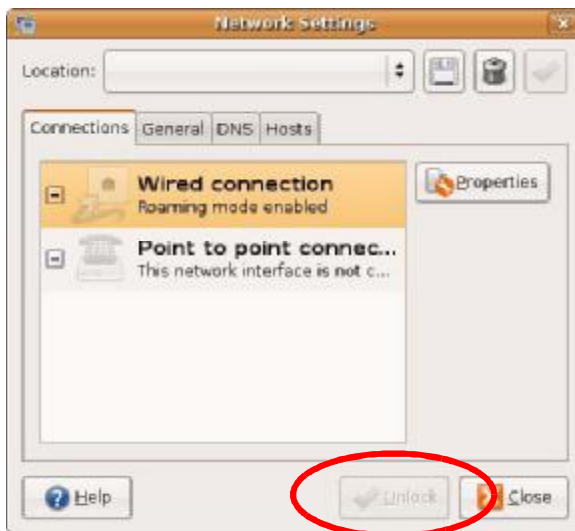 Network Settings
Location:
Connections General DNS Hosts
Wired connection
Roaming mode enabled
Properties
Point to point connec...
This network interface is not c...
Help Unlock Close